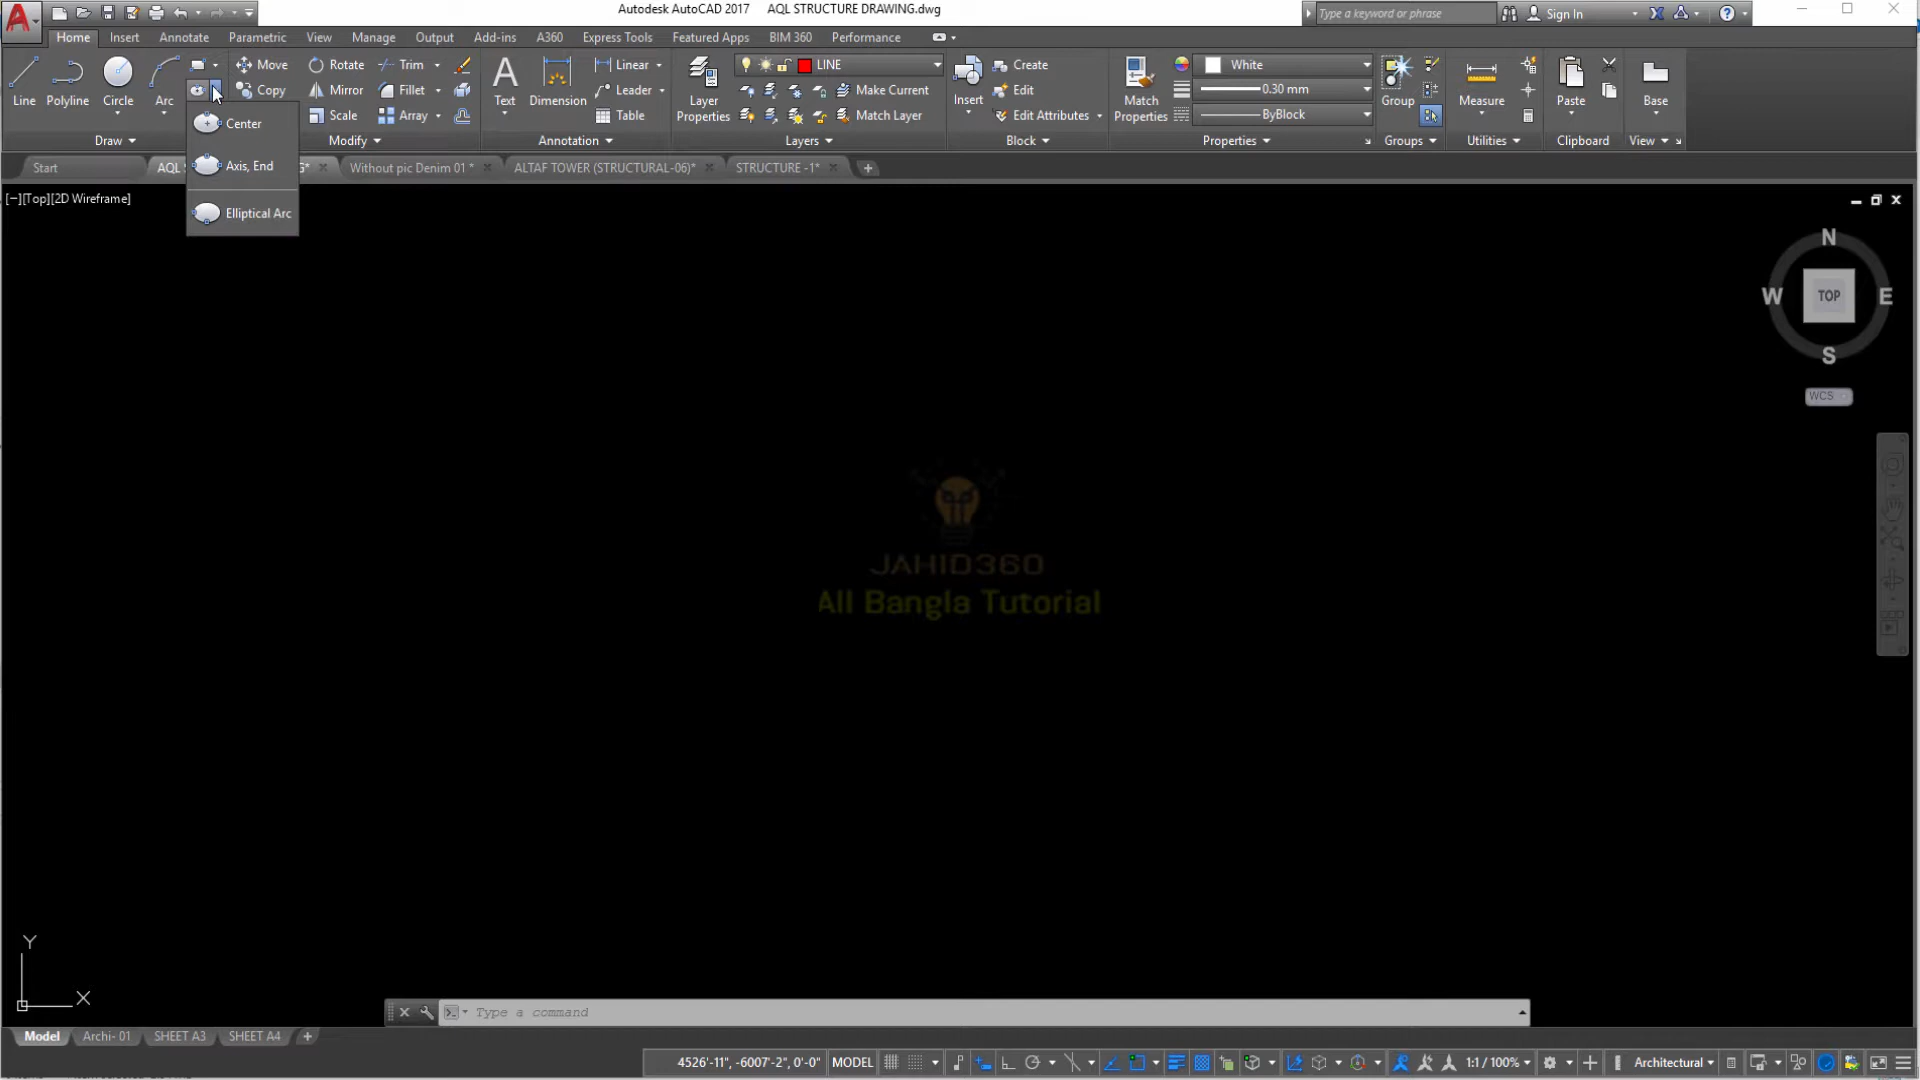 Autodesk AutoCAD 2017 AQL STRUCTURE DRAWING.dwg
Type a keyword or phrase
Sign In
Home Insert Annotate Parametric View Manage Output Add-ins A360 Express Tools Featured Apps BIM 360 Performance
Line Polyline Circle Arc
Move Rotate Trim
Copy Mirror Fillet
Scale Array
Text Dimension
Linear
Leader
Table
Layer Properties
LINE
Make Current
Match Layer
Insert
Create
Edit
Edit Attributes
Match Properties
White
0.30 mm
ByBlock
Group
Measure
Paste
Base
Draw Modify Annotation Layers Block Properties Groups Utilities Clipboard View
Start AQL S G* Without pic Denim 01 * ALTAF TOWER (STRUCTURAL-06)* STRUCTURE -1*
Center
Axis, End
Elliptical Arc
[−][Top][2D Wireframe]
N
W TOP E
S
WCS
JAHID360
All Bangla Tutorial
Y
X
Type a command
Model Archi- 01 SHEET A3 SHEET A4
4526'-11", -6007'-2", 0'-0" MODEL 1:1 / 100% Architectural